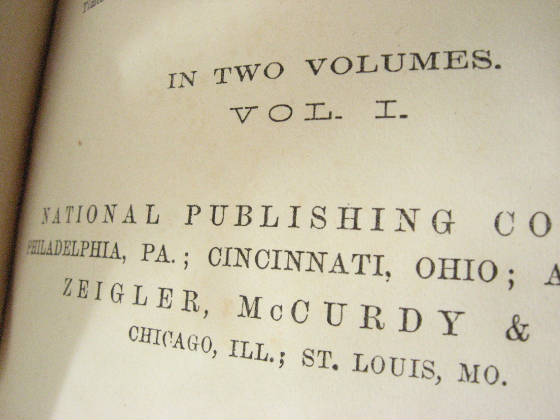 IN TWO VOLUMES.
VOL. I.
NATIONAL PUBLISHING CO
PHILADELPHIA, PA.; CINCINNATI, OHIO; A
ZEIGLER, McCURDY &
CHICAGO, ILL.; ST. LOUIS, MO.